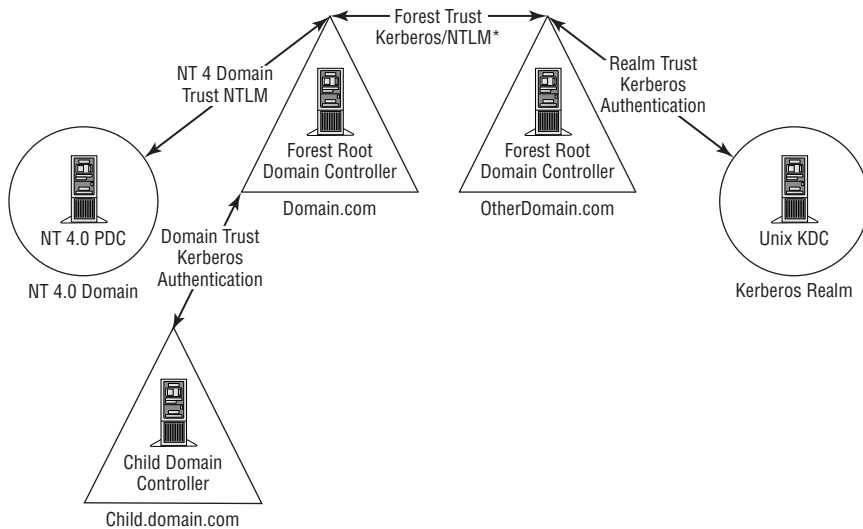 Forest Trust
Kerberos/NTLM*
NT 4 Domain
Trust NTLM
Realm Trust
Kerberos
Authentication
Forest Root
Domain Controller
Domain.com
Forest Root
Domain Controller
OtherDomain.com
NT 4.0 PDC
NT 4.0 Domain
Unix KDC
Kerberos Realm
Domain Trust
Kerberos
Authentication
Child Domain
Controller
Child.domain.com